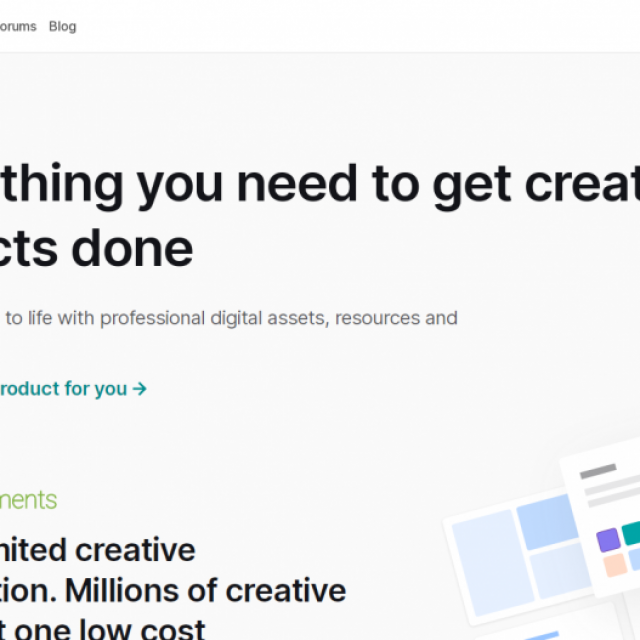 orums Blog
thing you need to get creat
cts done
to life with professional digital assets, resources and
roduct for you →
ments
nited creative
tion. Millions of creative
t one low cost